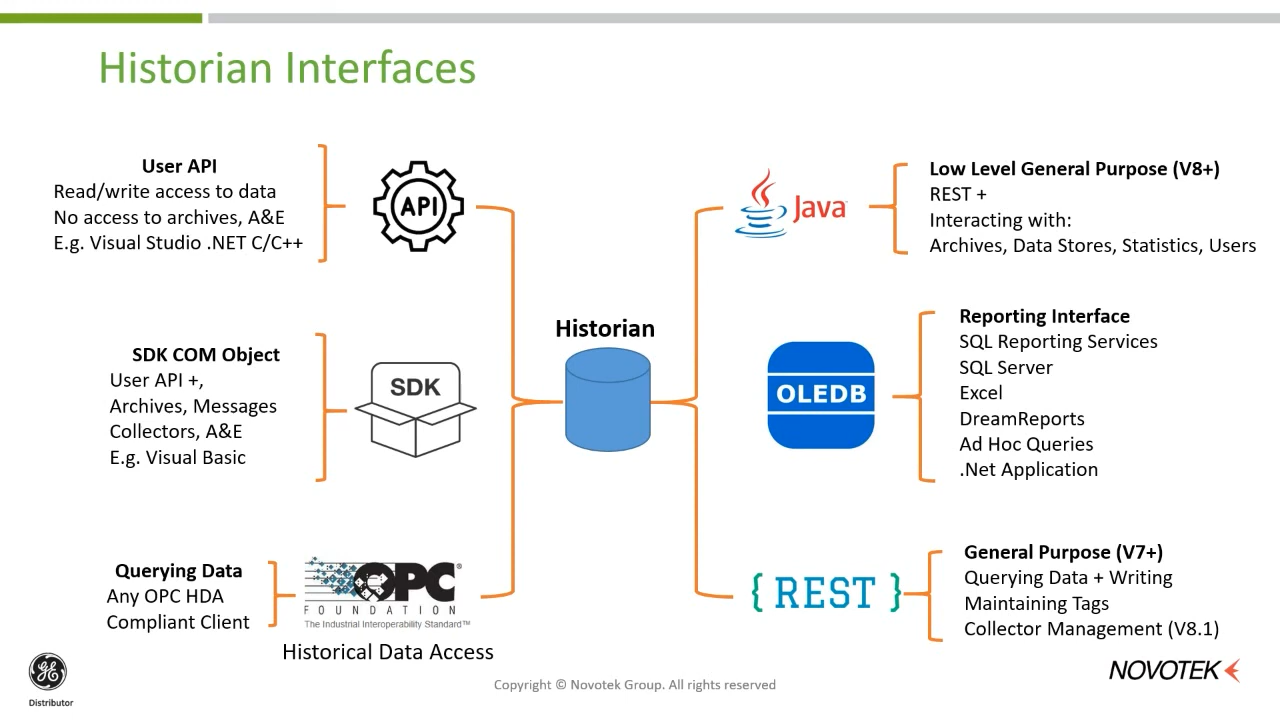 Historian Interfaces
User API
Read/write access to data
No access to archives, A&E
E.g. Visual Studio .NET C/C++
API
SDK COM Object
User API +,
Archives, Messages
Collectors, A&E
E.g. Visual Basic
SDK
Querying Data
Any OPC HDA
Compliant Client
OPC®
FOUNDATION
The Industrial Interoperability Standard™
Historical Data Access
Historian
Java
Low Level General Purpose (V8+)
REST +
Interacting with:
Archives, Data Stores, Statistics, Users
OLEDB
Reporting Interface
SQL Reporting Services
SQL Server
Excel
DreamReports
Ad Hoc Queries
.Net Application
{ REST }
General Purpose (V7+)
Querying Data + Writing
Maintaining Tags
Collector Management (V8.1)
GE
Distributor
Copyright © Novotek Group. All rights reserved
NOVOTEK